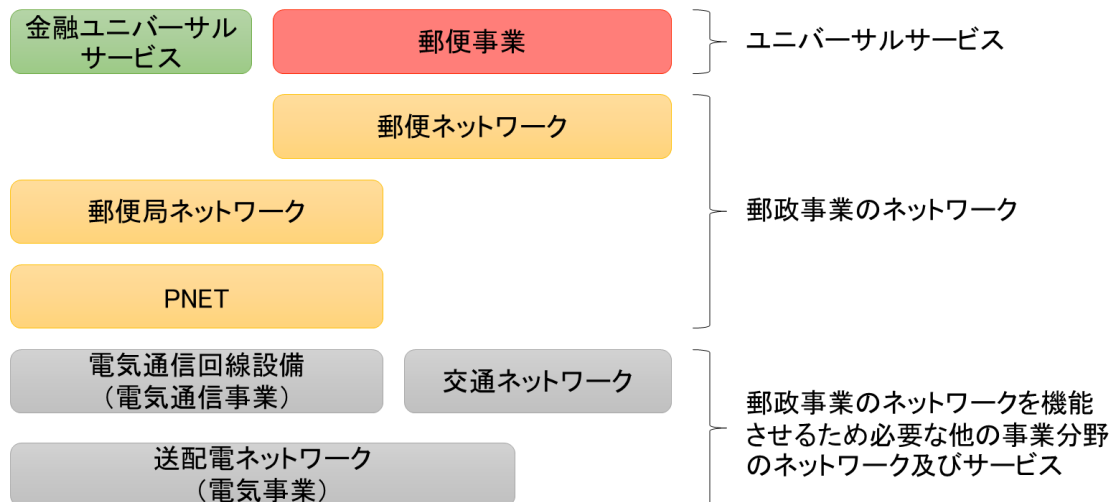 金融ユニバーサル
サービス
郵便事業
ユニバーサルサービス
郵便ネットワーク
郵便局ネットワーク
郵政事業のネットワーク
PNET
電気通信回線設備
（電気通信事業）
交通ネットワーク
郵政事業のネットワークを機能
させるため必要な他の事業分野
のネットワーク及びサービス
送配電ネットワーク
（電気事業）